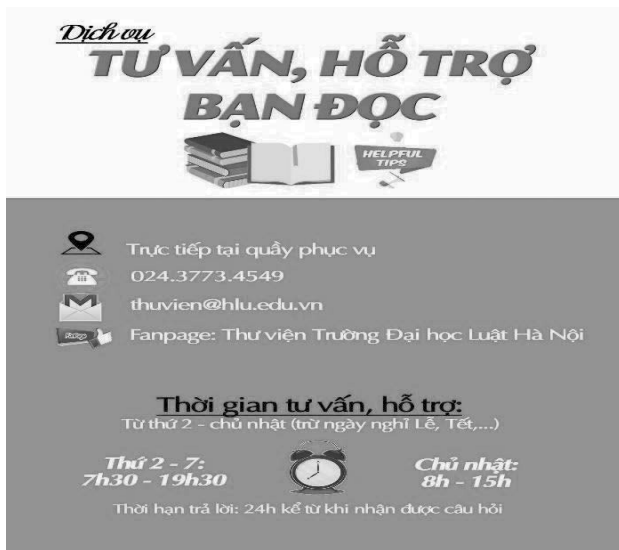 Dịch vụ
TƯ VẤN, HỖ TRỢ
BẠN ĐỌC
HELPFUL
TIPS
Trực tiếp tại quầy phục vụ
024.3773.4549
thuvien@hlu.edu.vn
Fanpage: Thư viện Trường Đại học Luật Hà Nội
Thời gian tư vấn, hỗ trợ:
Từ thứ 2 - chủ nhật (trừ ngày nghỉ Lễ, Tết,...)
Thứ 2 - 7:
7h30 - 19h30
Chủ nhật:
8h - 15h
Thời hạn trả lời: 24h kể từ khi nhận được câu hỏi